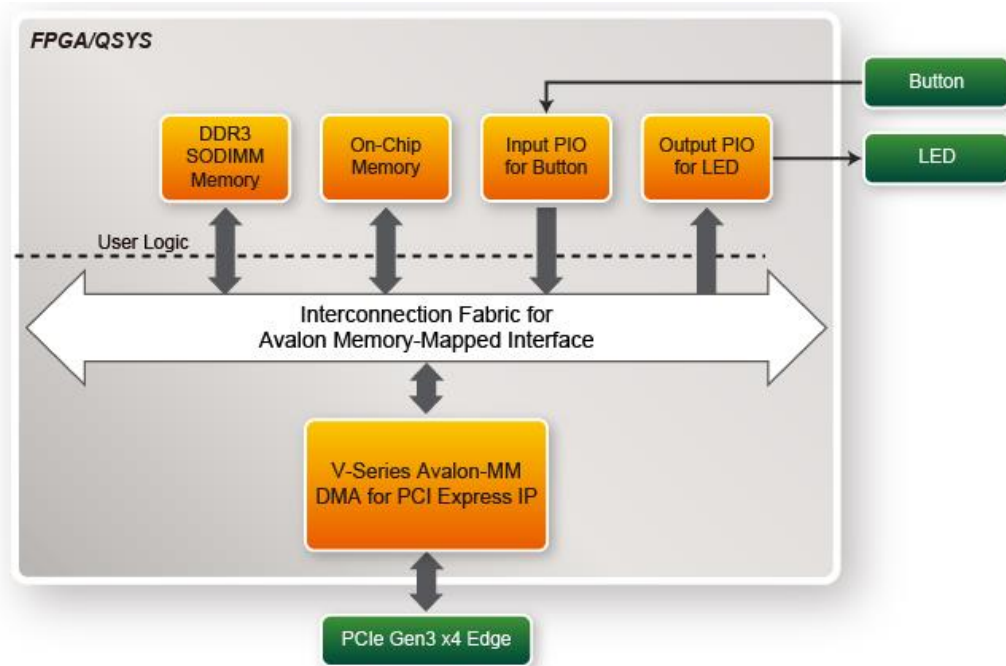 FPGA/QSYS
Button
DDR3
SODIMM
Memory
On-Chip
Memory
Input PIO
for Button
Output PIO
for LED
LED
User Logic
Interconnection Fabric for
Avalon Memory-Mapped Interface
V-Series Avalon-MM
DMA for PCI Express IP
PCIe Gen3 x4 Edge